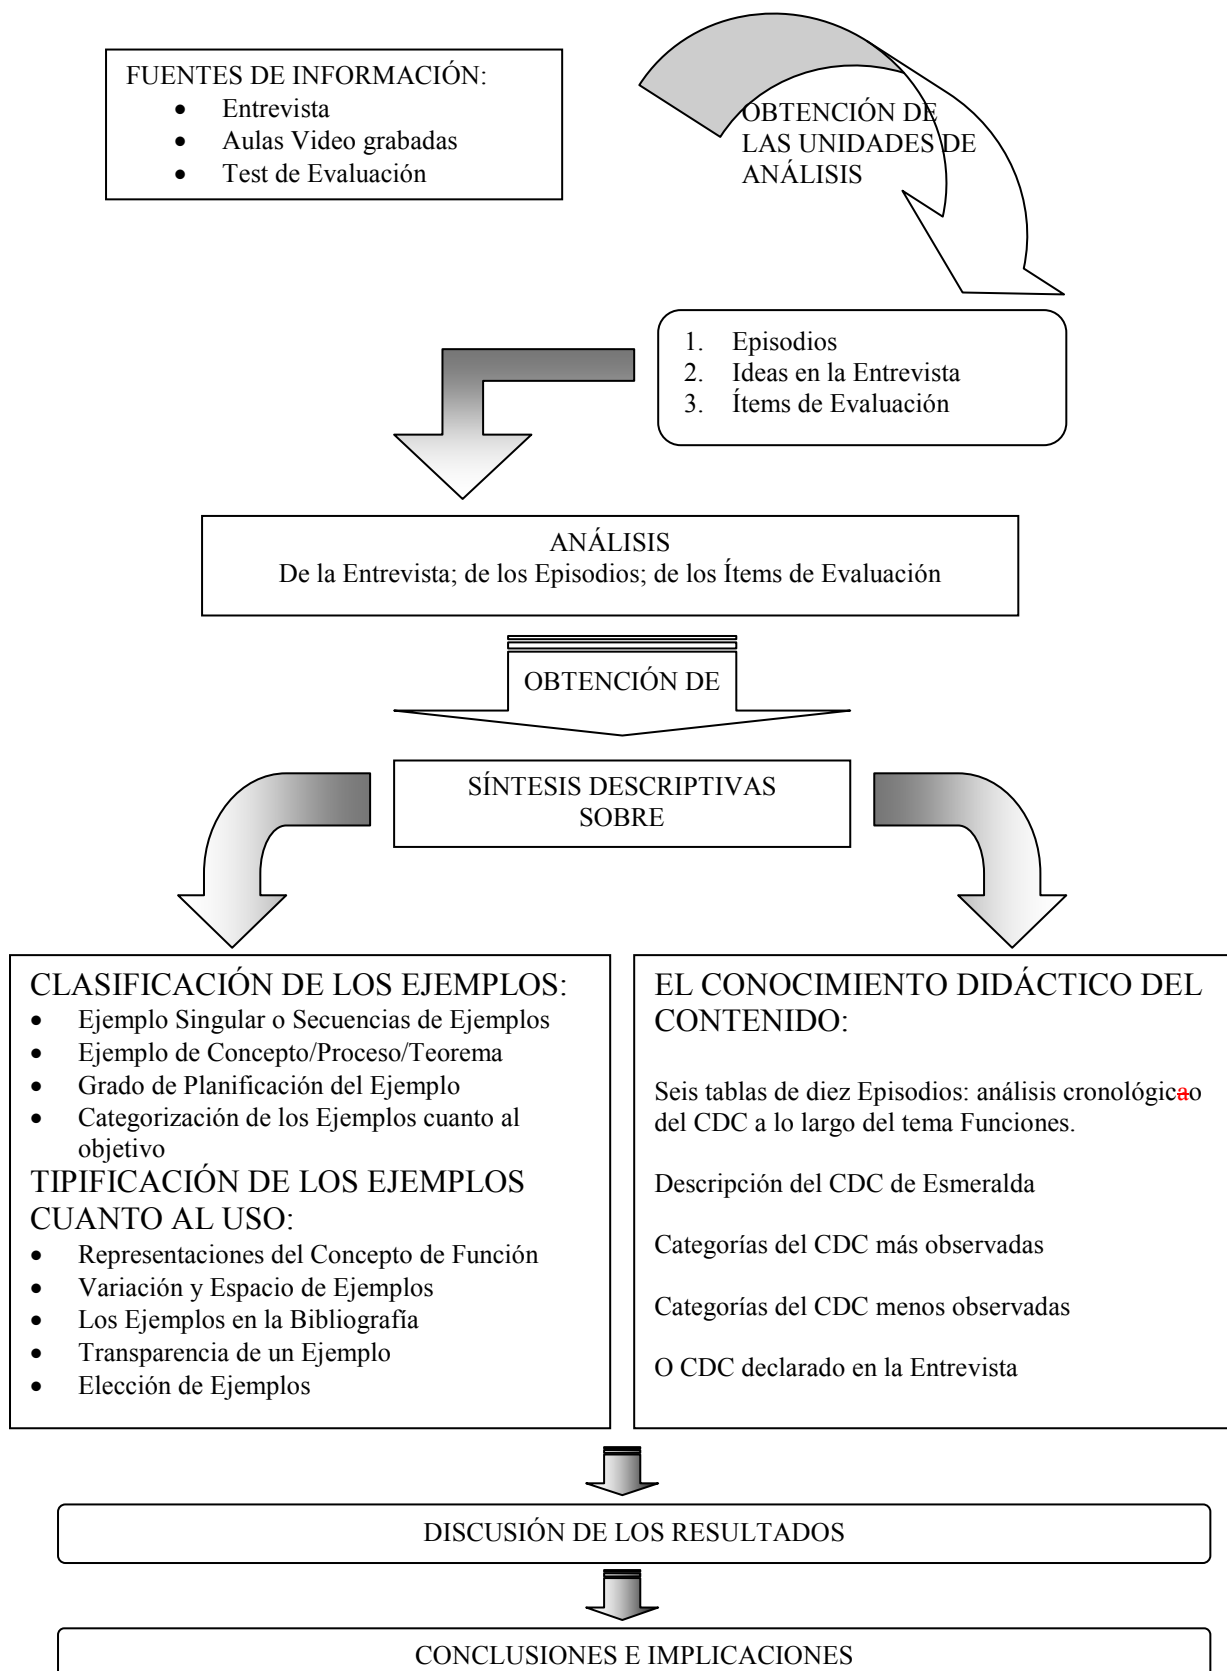 FUENTES DE INFORMACIÓN:
• Entrevista
• Aulas Video grabadas
• Test de Evaluación
OBTENCIÓN DE
LAS UNIDADES DE
ANÁLISIS
1. Episodios
2. Ideas en la Entrevista
3. Ítems de Evaluación
ANÁLISIS
De la Entrevista; de los Episodios; de los Ítems de Evaluación
OBTENCIÓN DE
SÍNTESIS DESCRIPTIVAS
SOBRE
CLASIFICACIÓN DE LOS EJEMPLOS:
• Ejemplo Singular o Secuencias de Ejemplos
• Ejemplo de Concepto/Proceso/Teorema
• Grado de Planificación del Ejemplo
• Categorización de los Ejemplos cuanto al
objetivo
TIPIFICACIÓN DE LOS EJEMPLOS
CUANTO AL USO:
• Representaciones del Concepto de Función
• Variación y Espacio de Ejemplos
• Los Ejemplos en la Bibliografía
• Transparencia de un Ejemplo
• Elección de Ejemplos
EL CONOCIMIENTO DIDÁCTICO DEL
CONTENIDO:
Seis tablas de diez Episodios: análisis cronológicao
del CDC a lo largo del tema Funciones.
Descripción del CDC de Esmeralda
Categorías del CDC más observadas
Categorías del CDC menos observadas
O CDC declarado en la Entrevista
DISCUSIÓN DE LOS RESULTADOS
CONCLUSIONES E IMPLICACIONES